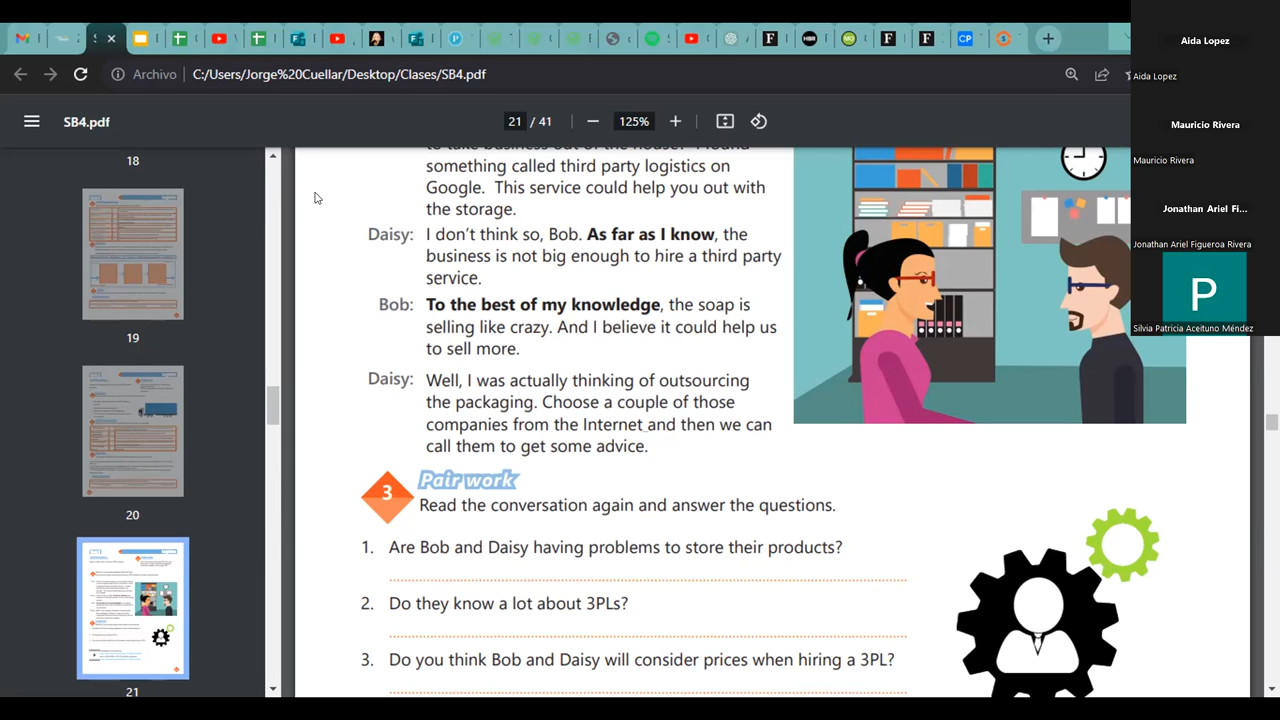 Archivo
C:/Users/Jorge%20Cuellar/Desktop/Clases/SB4.pdf
SB4.pdf
21 / 41
125%
Aida Lopez
Aida Lopez
Mauricio Rivera
Mauricio Rivera
Jonathan Ariel Fi...
Jonathan Ariel Figueroa Rivera
P
Silvia Patricia Aceituno Méndez
18
19
20
21
to take business out of the house?
something called third party logistics on
Google. This service could help you out with
the storage.
Daisy: I don't think so, Bob. As far as I know, the
business is not big enough to hire a third party
service.
Bob: To the best of my knowledge, the soap is
selling like crazy. And I believe it could help us
to sell more.
Daisy: Well, I was actually thinking of outsourcing
the packaging. Choose a couple of those
companies from the Internet and then we can
call them to get some advice.
3
Pair work
Read the conversation again and answer the questions.
1. Are Bob and Daisy having problems to store their products?
2. Do they know a lot about 3PLs?
3. Do you think Bob and Daisy will consider prices when hiring a 3PL?